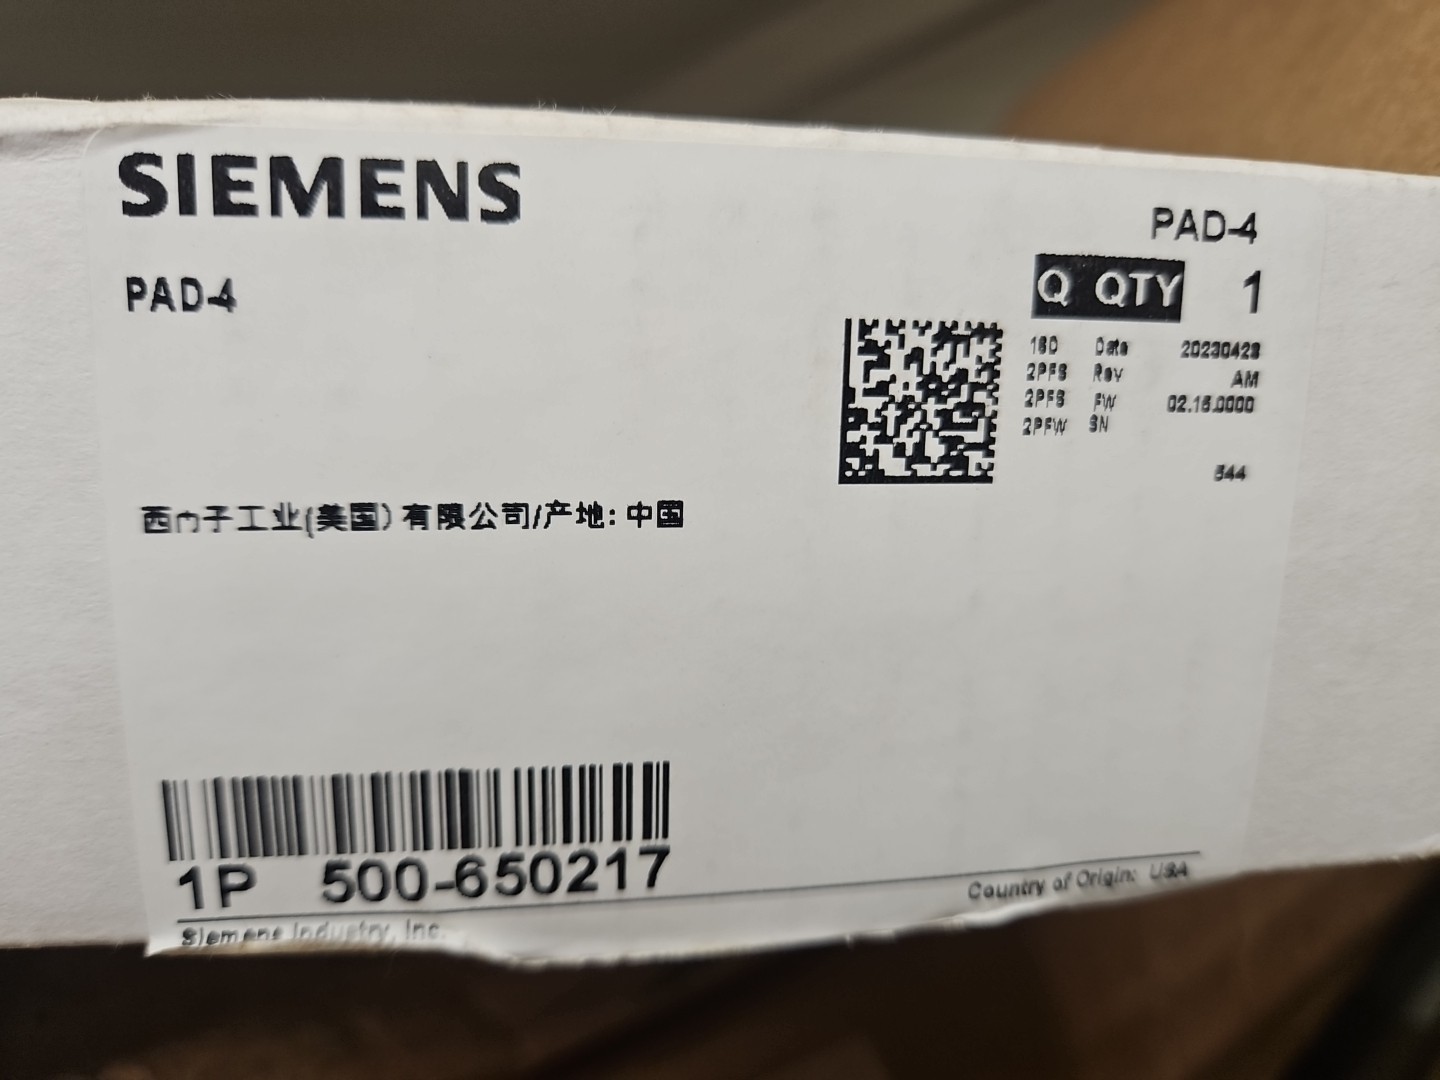 SIEMENS
PAD-4
PAD-4
Q QTY 1
16D Date 20230428
2PFS Rev AM
2PFS FW 02.15.0000
2PFW SN
544
西门子工业(美国)有限公司/产地: 中国
1P 500-650217
Country of Origin: USA
Siemens Industry, Inc.